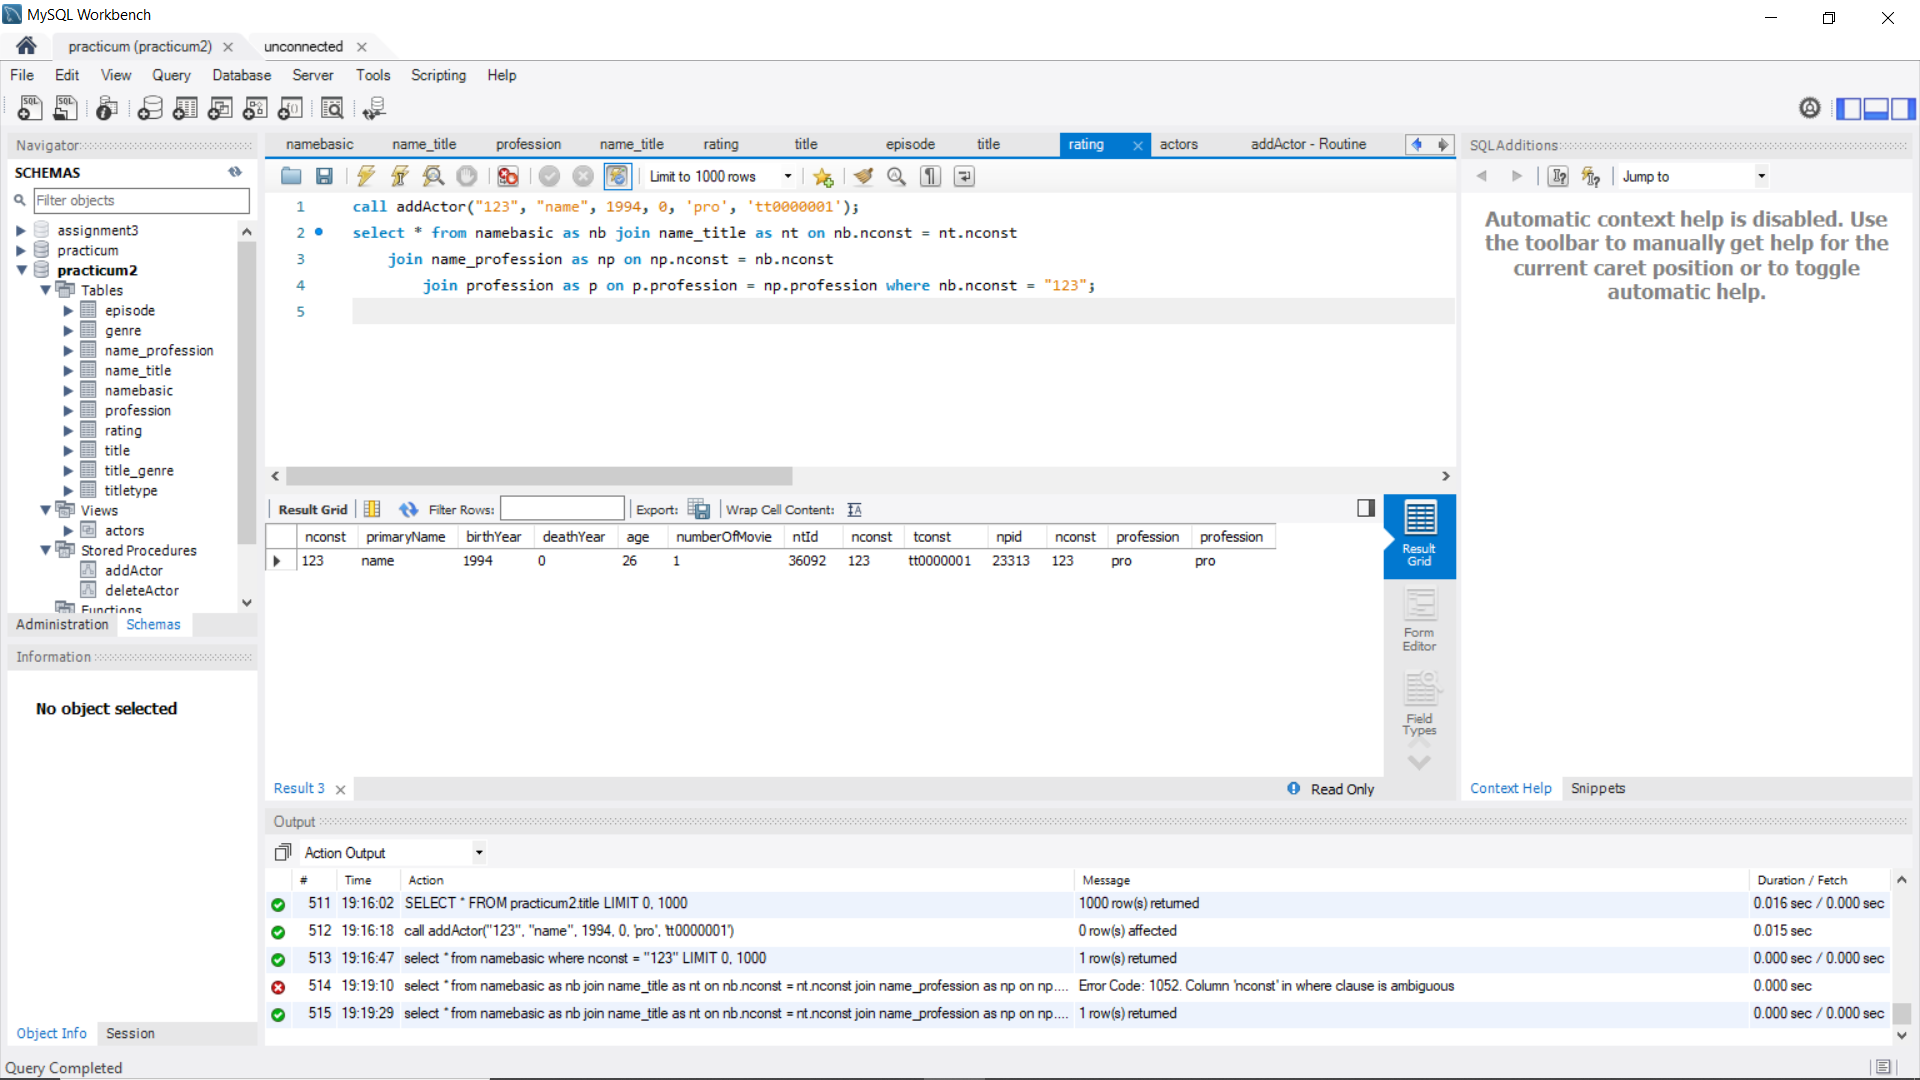 MySQL Workbench
practicum (practicum2) unconnected
File Edit View Query Database Server Tools Scripting Help
Navigator
SCHEMAS
Filter objects
assignment3
practicum
practicum2
Tables
episode
genre
name_profession
name_title
namebasic
profession
rating
title
title_genre
titletype
Views
actors
Stored Procedures
addActor
deleteActor
Functions
Administration Schemas
Information
No object selected
Object Info Session
Query Completed
namebasic name_title profession name_title rating title episode title rating actors addActor - Routine
Limit to 1000 rows
1 call addActor("123", "name", 1994, 0, 'pro', 'tt0000001');
2 select * from namebasic as nb join name_title as nt on nb.nconst = nt.nconst
3 join name_profession as np on np.nconst = nb.nconst
4 join profession as p on p.profession = np.profession where nb.nconst = "123";
5
Result Grid Filter Rows: Export: Wrap Cell Content:
nconst primaryName birthYear deathYear age numberOfMovie ntId nconst tconst npid nconst profession profession
123 name 1994 0 26 1 36092 123 tt0000001 23313 123 pro pro
Result
Grid
Form
Editor
Field
Types
Result 3 Read Only
SQLAdditions
Jump to
Automatic context help is disabled. Use
the toolbar to manually get help for the
current caret position or to toggle
automatic help.
Context Help Snippets
Output
Action Output
# Time Action Message Duration / Fetch
511 19:16:02 SELECT * FROM practicum2.title LIMIT 0, 1000 1000 row(s) returned 0.016 sec / 0.000 sec
512 19:16:18 call addActor("123", "name", 1994, 0, 'pro', 'tt0000001') 0 row(s) affected 0.015 sec
513 19:16:47 select * from namebasic where nconst = "123" LIMIT 0, 1000 1 row(s) returned 0.000 sec / 0.000 sec
514 19:19:10 select * from namebasic as nb join name_title as nt on nb.nconst = nt.nconst join name_profession as np on np.... Error Code: 1052. Column 'nconst' in where clause is ambiguous 0.000 sec
515 19:19:29 select * from namebasic as nb join name_title as nt on nb.nconst = nt.nconst join name_profession as np on np.... 1 row(s) returned 0.000 sec / 0.000 sec